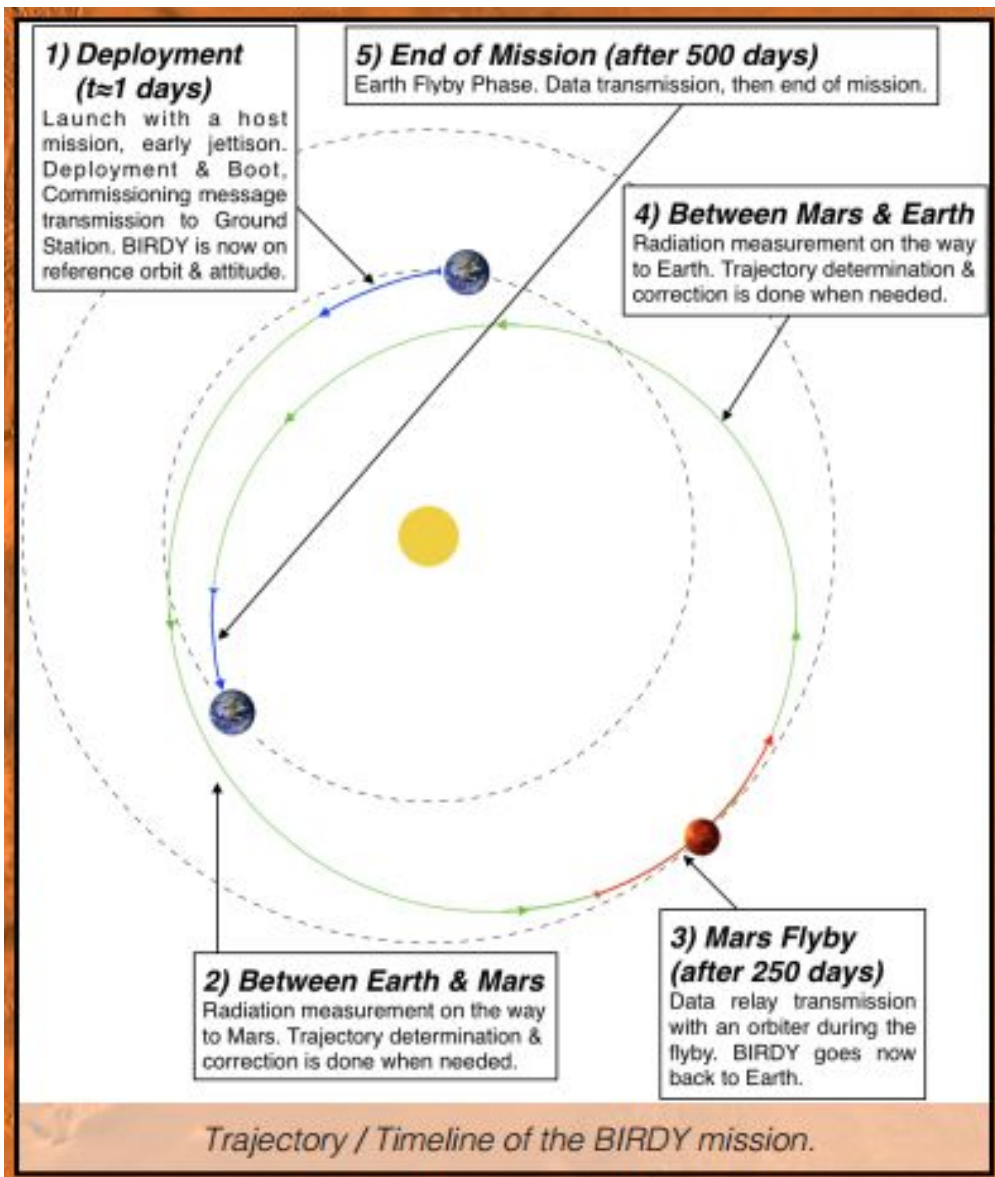 1) Deployment
(t≈1 days)
Launch with a host
mission, early jettison.
Deployment & Boot,
Commissioning message
transmission to Ground
Station. BIRDY is now on
reference orbit & attitude.
5) End of Mission (after 500 days)
Earth Flyby Phase. Data transmission, then end of mission.
4) Between Mars & Earth
Radiation measurement on the way
to Earth. Trajectory determination &
correction is done when needed.
2) Between Earth & Mars
Radiation measurement on the way
to Mars. Trajectory determination &
correction is done when needed.
3) Mars Flyby
(after 250 days)
Data relay transmission
with an orbiter during the
flyby. BIRDY goes now
back to Earth.
Trajectory / Timeline of the BIRDY mission.